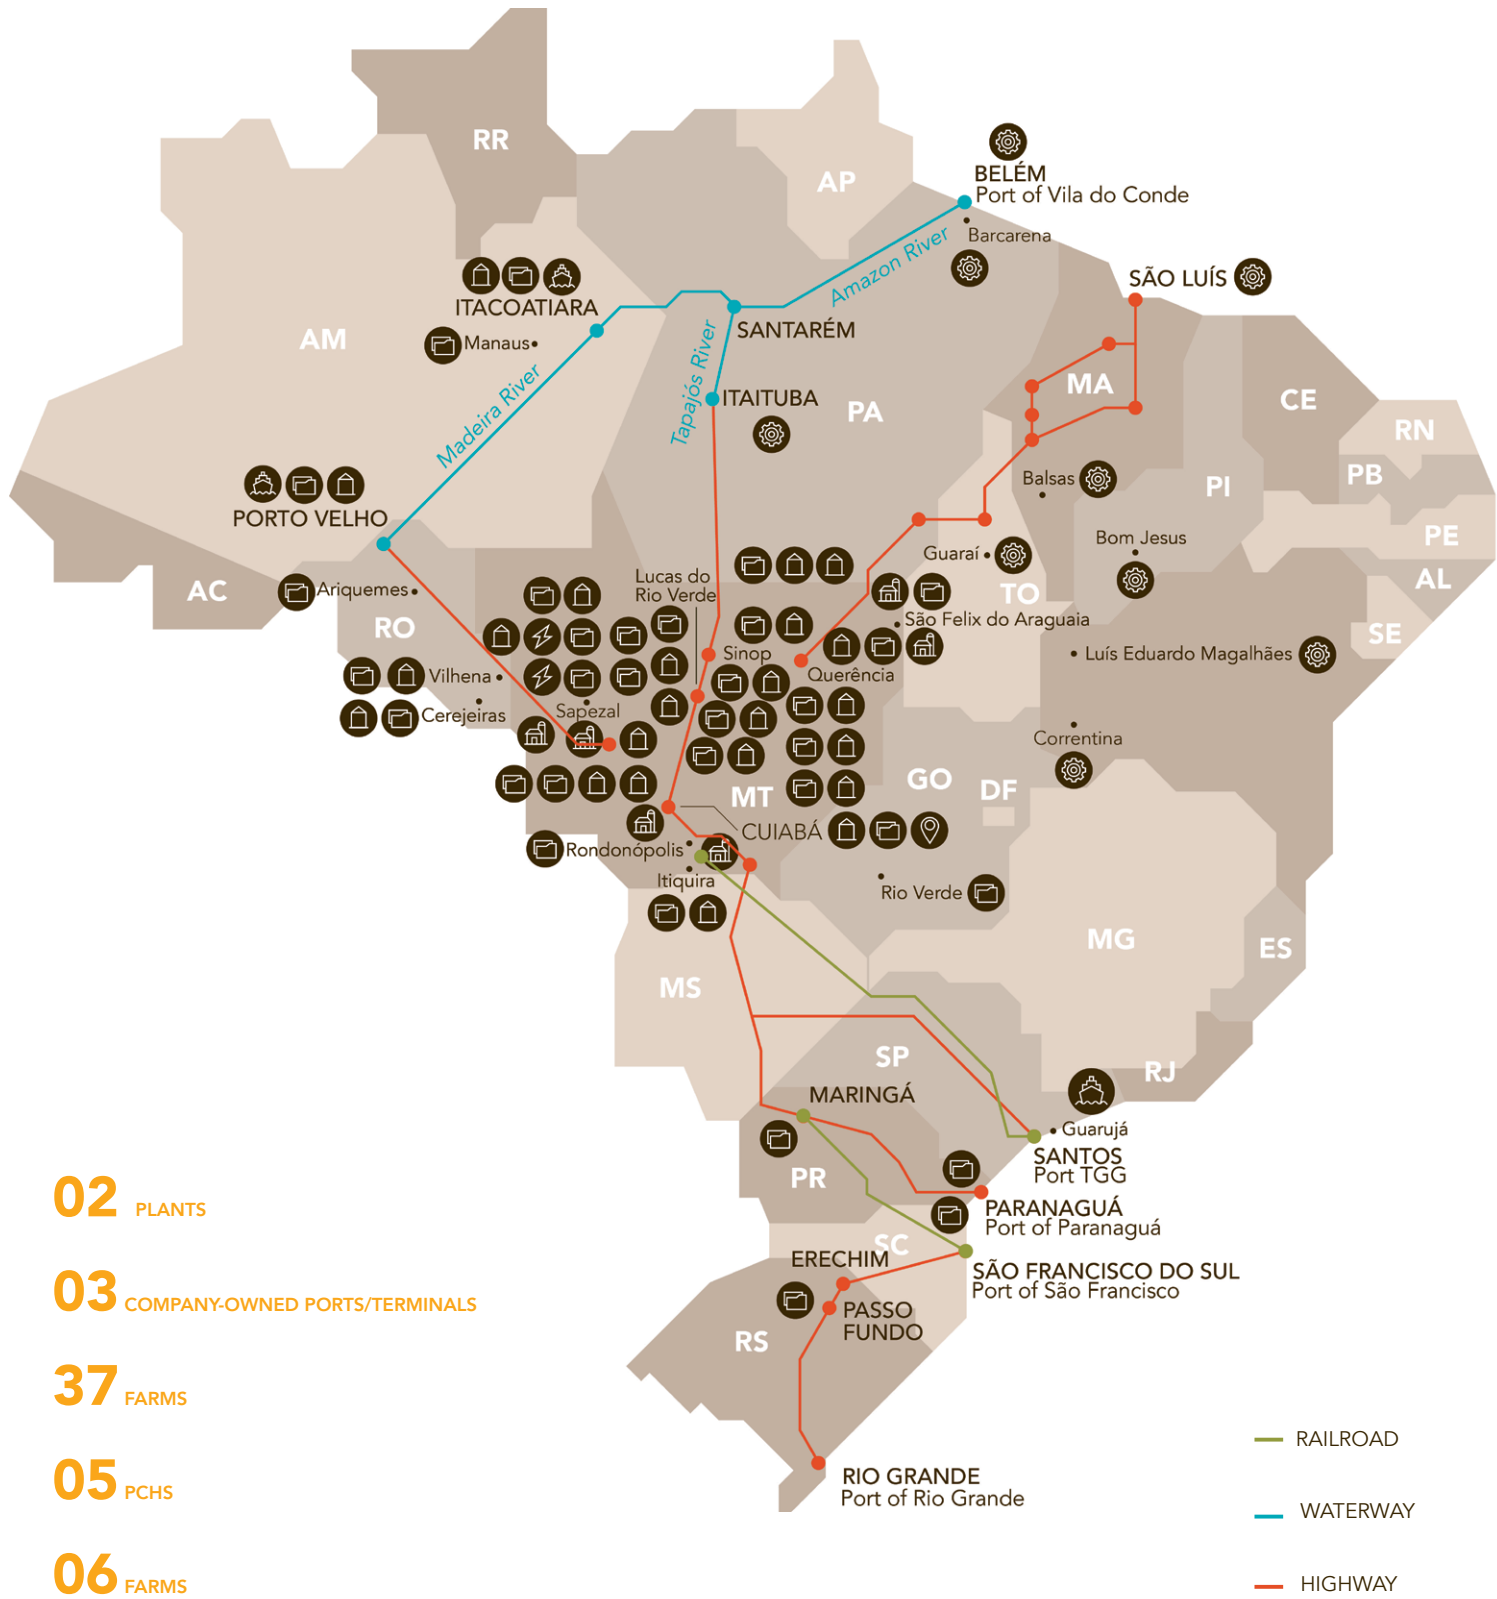 RR
AP
BELÉM
Port of Vila do Conde
Barcarena
Amazon River
SÃO LUÍS
ITACOATIARA
AM
Manaus
SANTARÉM
Tapajós River
Madeira River
ITAITUBA
PA
MA
CE
RN
PB
PI
PE
AL
SE
Balsas
Bom Jesus
Guaraí
TO
PORTO VELHO
AC
Ariquemes
RO
Lucas do
Rio Verde
São Felix do Araguaia
Luís Eduardo Magalhães
Sinop
Querência
Vilhena
Cerejeiras
Sapezal
Correntina
MT
GO
DF
CUIABÁ
Rondonópolis
Itiquira
Rio Verde
MG
ES
MS
SP
RJ
MARINGÁ
Guarujá
SANTOS
Port TGG
PR
PARANAGUÁ
Port of Paranaguá
SC
ERECHIM
SÃO FRANCISCO DO SUL
Port of São Francisco
PASSO
FUNDO
RS
RIO GRANDE
Port of Rio Grande
02 PLANTS
03 COMPANY-OWNED PORTS/TERMINALS
37 FARMS
05 PCHS
06 FARMS
RAILROAD
WATERWAY
HIGHWAY